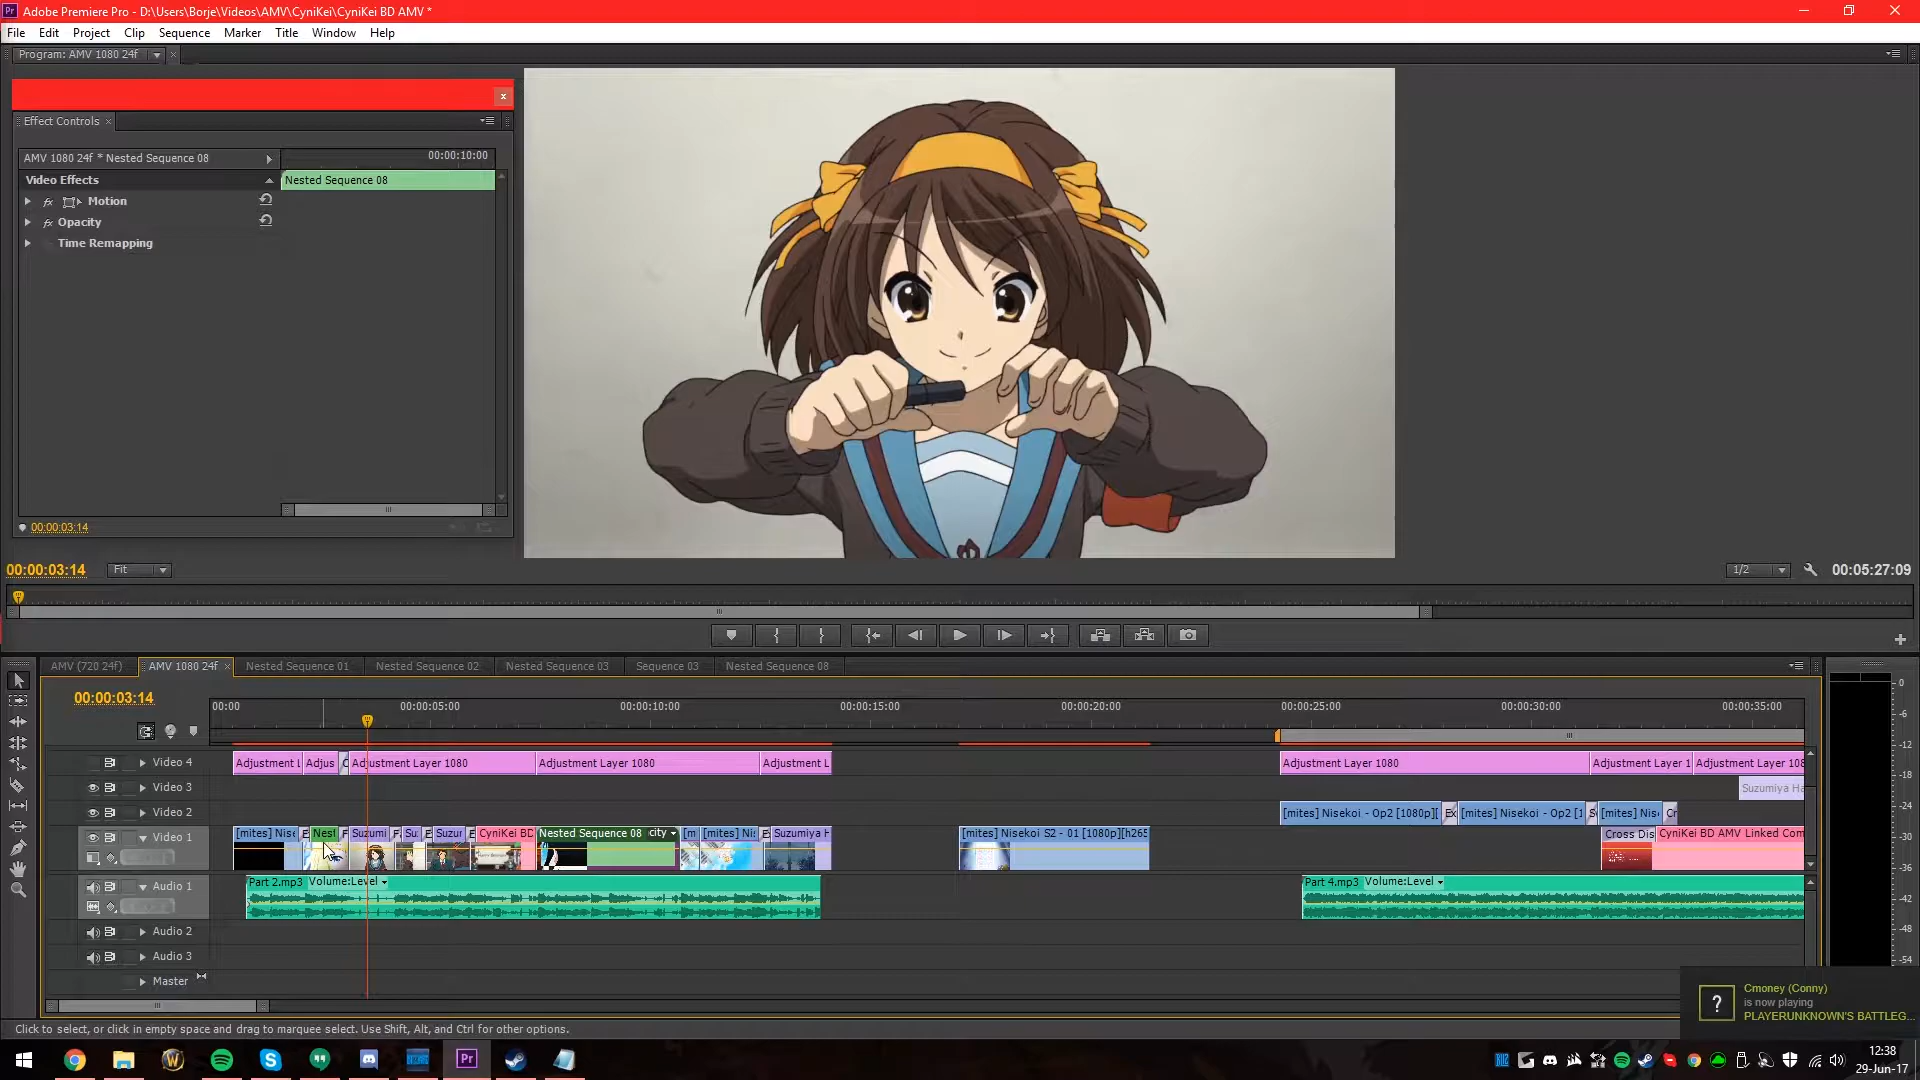 Adobe Premiere Pro - D:\Users\Borje\Videos\AMV\CyniKei\CyniKei BD AMV *
File Edit Project Clip Sequence Marker Title Window Help
Program: AMV 1080 24f
Effect Controls
AMV 1080 24f * Nested Sequence 08
00:00:10:00
Video Effects
Nested Sequence 08
Motion
Opacity
Time Remapping
00:00:03:14
00:00:03:14
Fit
1/2
00:05:27:09
AMV (720 24f) AMV 1080 24f Nested Sequence 01 Nested Sequence 02 Nested Sequence 03 Sequence 03 Nested Sequence 08
00:00:03:14
00:00 00:00:05:00 00:00:10:00 00:00:15:00 00:00:20:00 00:00:25:00 00:00:30:00 00:00:35:00
Video 4 Adjustment L Adjus Adjustment Layer 1080 Adjustment Layer 1080 Adjustment L Adjustment Layer 1080 Adjustment Layer 1 Adjustment Layer 108
Video 3 Suzumiya Ha
Video 2 [mites] Nisekoi - Op2 [1080p][ Ex [mites] Nisekoi - Op2 [1 [mites] Nis Cr
Video 1 [mites] Nise Nest Suzumi Su: Suzur CyniKei BD Nested Sequence 08 city [m [mites] Nis Suzumiya H [mites] Nisekoi S2 - 01 [1080p][h265 Cross Dis CyniKei BD AMV Linked Com
Audio 1 Part 2.mp3 Volume:Level Part 4.mp3 Volume:Level
Audio 2
Audio 3
Master
0
-6
-12
-18
-24
-30
-36
-42
-48
-54
Cmoney (Conny)
is now playing
PLAYERUNKNOWN'S BATTLEG...
Click to select, or click in empty space and drag to marquee select. Use Shift, Alt, and Ctrl for other options.
12:38
29-Jun-17